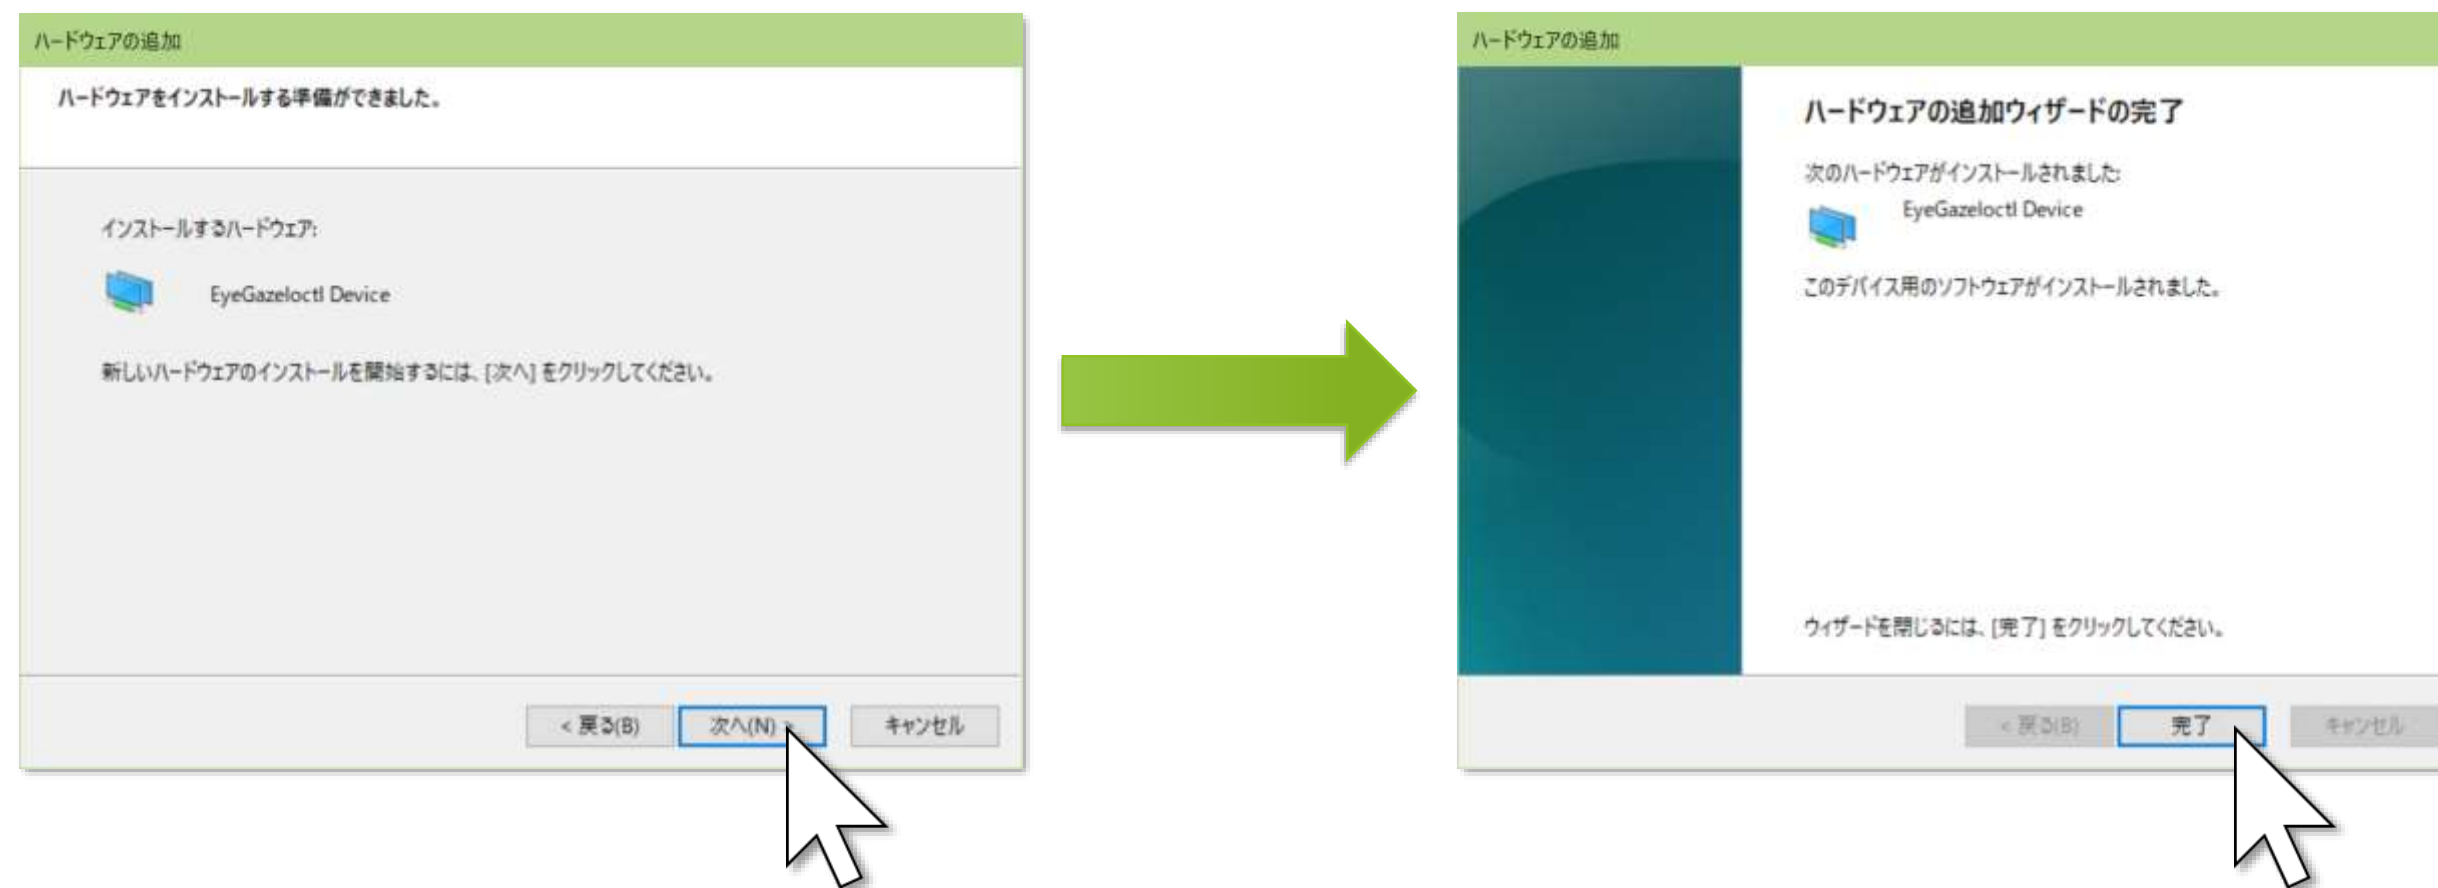 ハードウェアの追加
ハードウェアをインストールする準備ができました。
インストールするハードウェア:
EyeGazeIoctl Device
新しいハードウェアのインストールを開始するには、[次へ] をクリックしてください。
< 戻る(B)
次へ(N) >
キャンセル
ハードウェアの追加
ハードウェアの追加ウィザードの完了
次のハードウェアがインストールされました:
EyeGazeIoctl Device
このデバイス用のソフトウェアがインストールされました。
ウィザードを閉じるには、[完了] をクリックしてください。
< 戻る(B)
完了
キャンセル